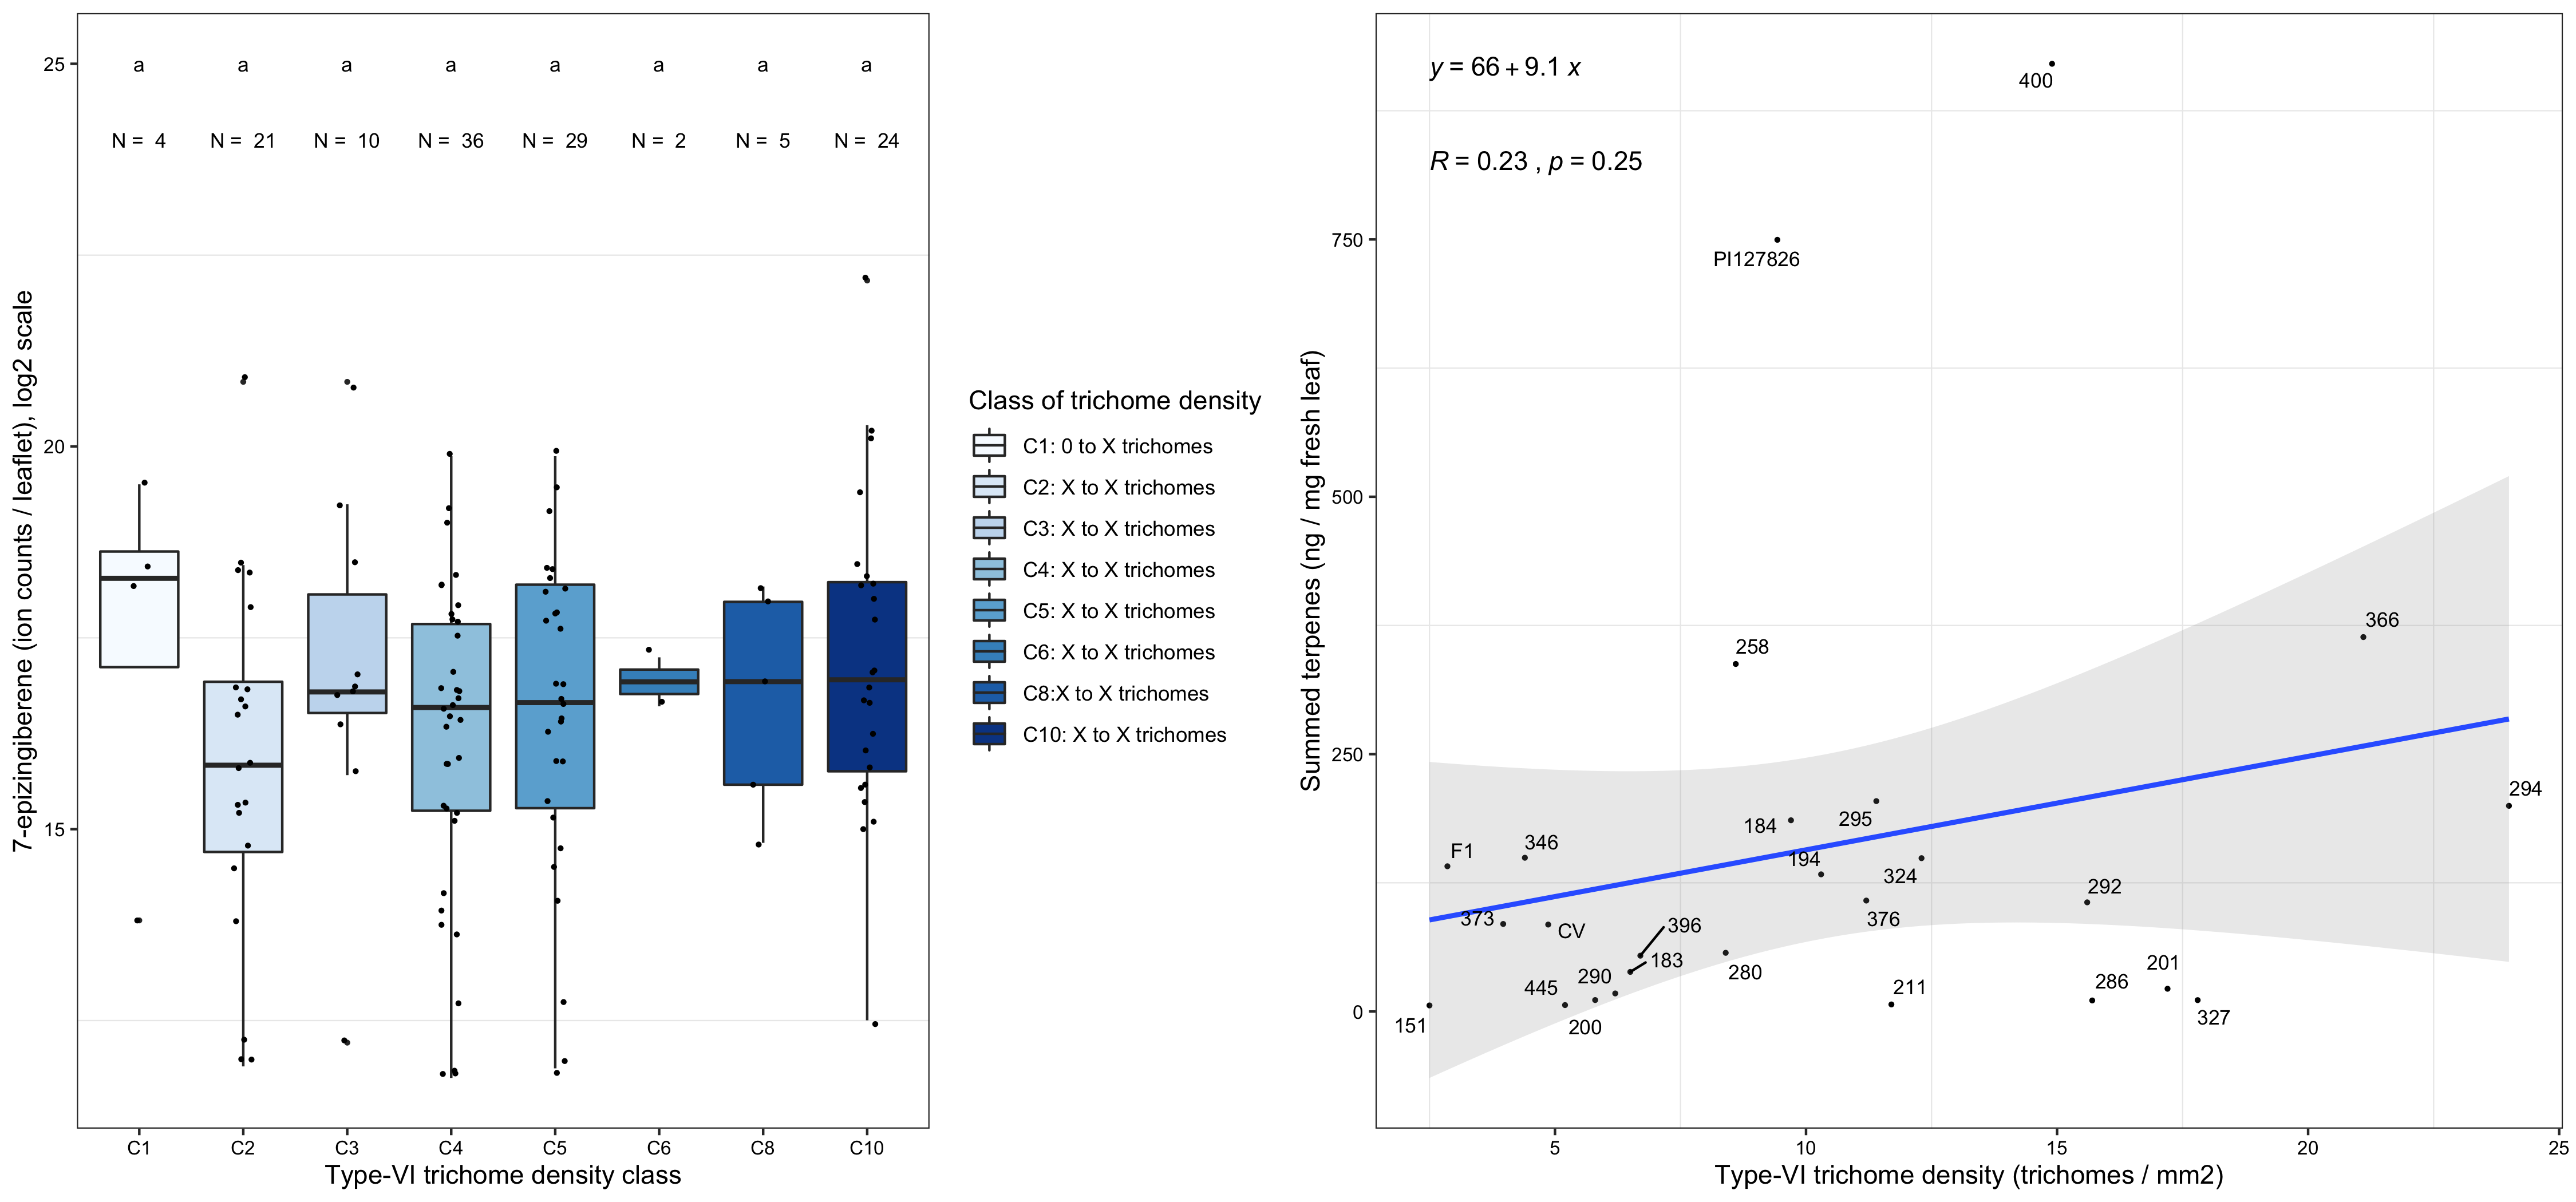 25
20
15
7-epizingiberene (ion counts / leaflet), log2 scale
a a a a a a a a
N = 4 N = 21 N = 10 N = 36 N = 29 N = 2 N = 5 N = 24
C1 C2 C3 C4 C5 C6 C8 C10
Type-VI trichome density class
Class of trichome density
C1: 0 to X trichomes
C2: X to X trichomes
C3: X to X trichomes
C4: X to X trichomes
C5: X to X trichomes
C6: X to X trichomes
C8:X to X trichomes
C10: X to X trichomes
Summed terpenes (ng / mg fresh leaf)
750
500
250
0
y = 66 + 9.1 x
R = 0.23 , p = 0.25
400
PI127826
366
258
294
295
184
346
F1
194
324
292
373
376
CV
396
183
201
290
280
286
445
211
327
151
200
5 10 15 20 25
Type-VI trichome density (trichomes / mm2)